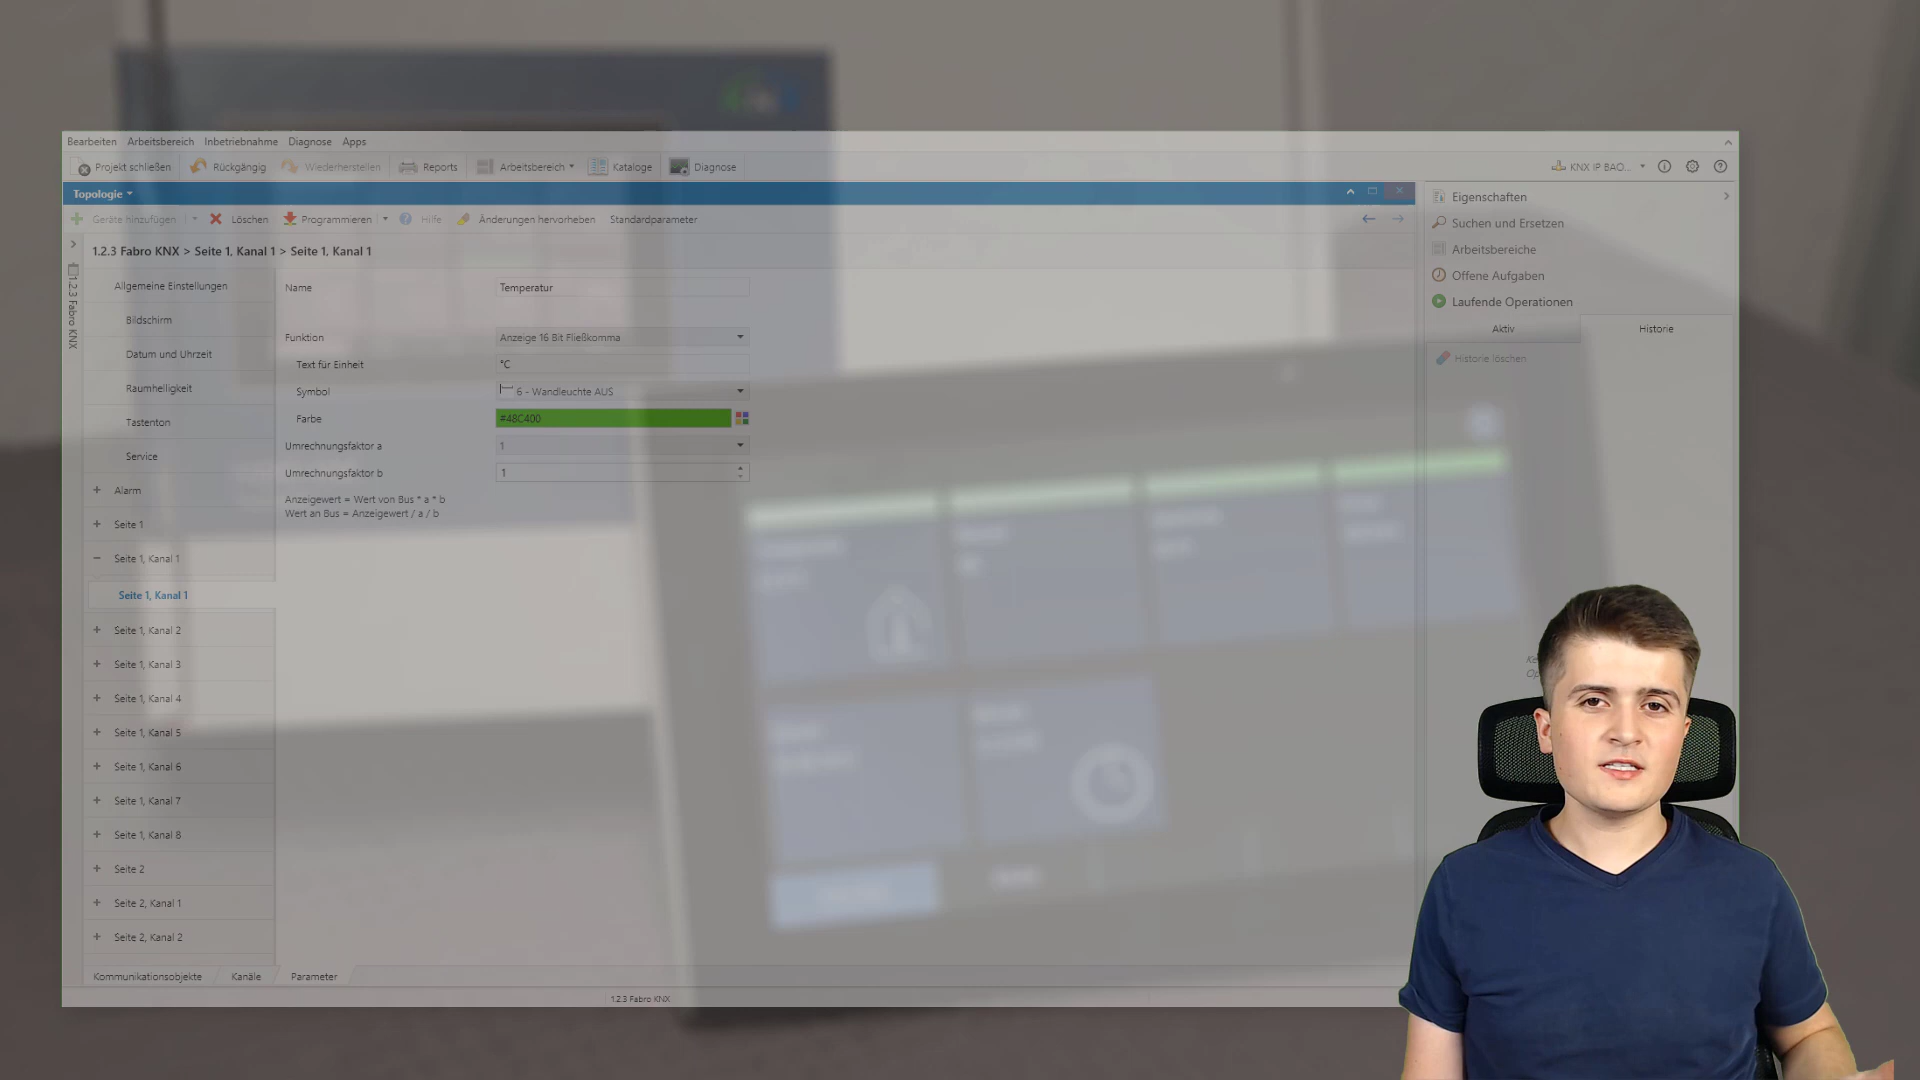 Bearbeiten Arbeitsbereich Inbetriebnahme Diagnose Apps
Projekt schließen Rückgängig Wiederherstellen Reports Arbeitsbereich Kataloge Diagnose KNX IP BAO...
Topologie
Geräte hinzufügen Löschen Programmieren Hilfe Änderungen hervorheben Standardparameter
1.2.3 Fabro KNX > Seite 1, Kanal 1 > Seite 1, Kanal 1
1.2.3 Fabro KNX
Allgemeine Einstellungen
Bildschirm
Datum und Uhrzeit
Raumhelligkeit
Tastenton
Service
Alarm
Seite 1
Seite 1, Kanal 1
Seite 1, Kanal 1
Seite 1, Kanal 2
Seite 1, Kanal 3
Seite 1, Kanal 4
Seite 1, Kanal 5
Seite 1, Kanal 6
Seite 1, Kanal 7
Seite 1, Kanal 8
Seite 2
Seite 2, Kanal 1
Seite 2, Kanal 2
Name Temperatur
Funktion Anzeige 16 Bit Fließkomma
Text für Einheit °C
Symbol 6 - Wandleuchte AUS
Farbe #48C400
Umrechnungsfaktor a 1
Umrechnungsfaktor b 1
Anzeigewert = Wert von Bus * a * b
Wert an Bus = Anzeigewert / a / b
Eigenschaften
Suchen und Ersetzen
Arbeitsbereiche
Offene Aufgaben
Laufende Operationen
Aktiv Historie
Historie löschen
Kommunikationsobjekte Kanäle Parameter
1.2.3 Fabro KNX